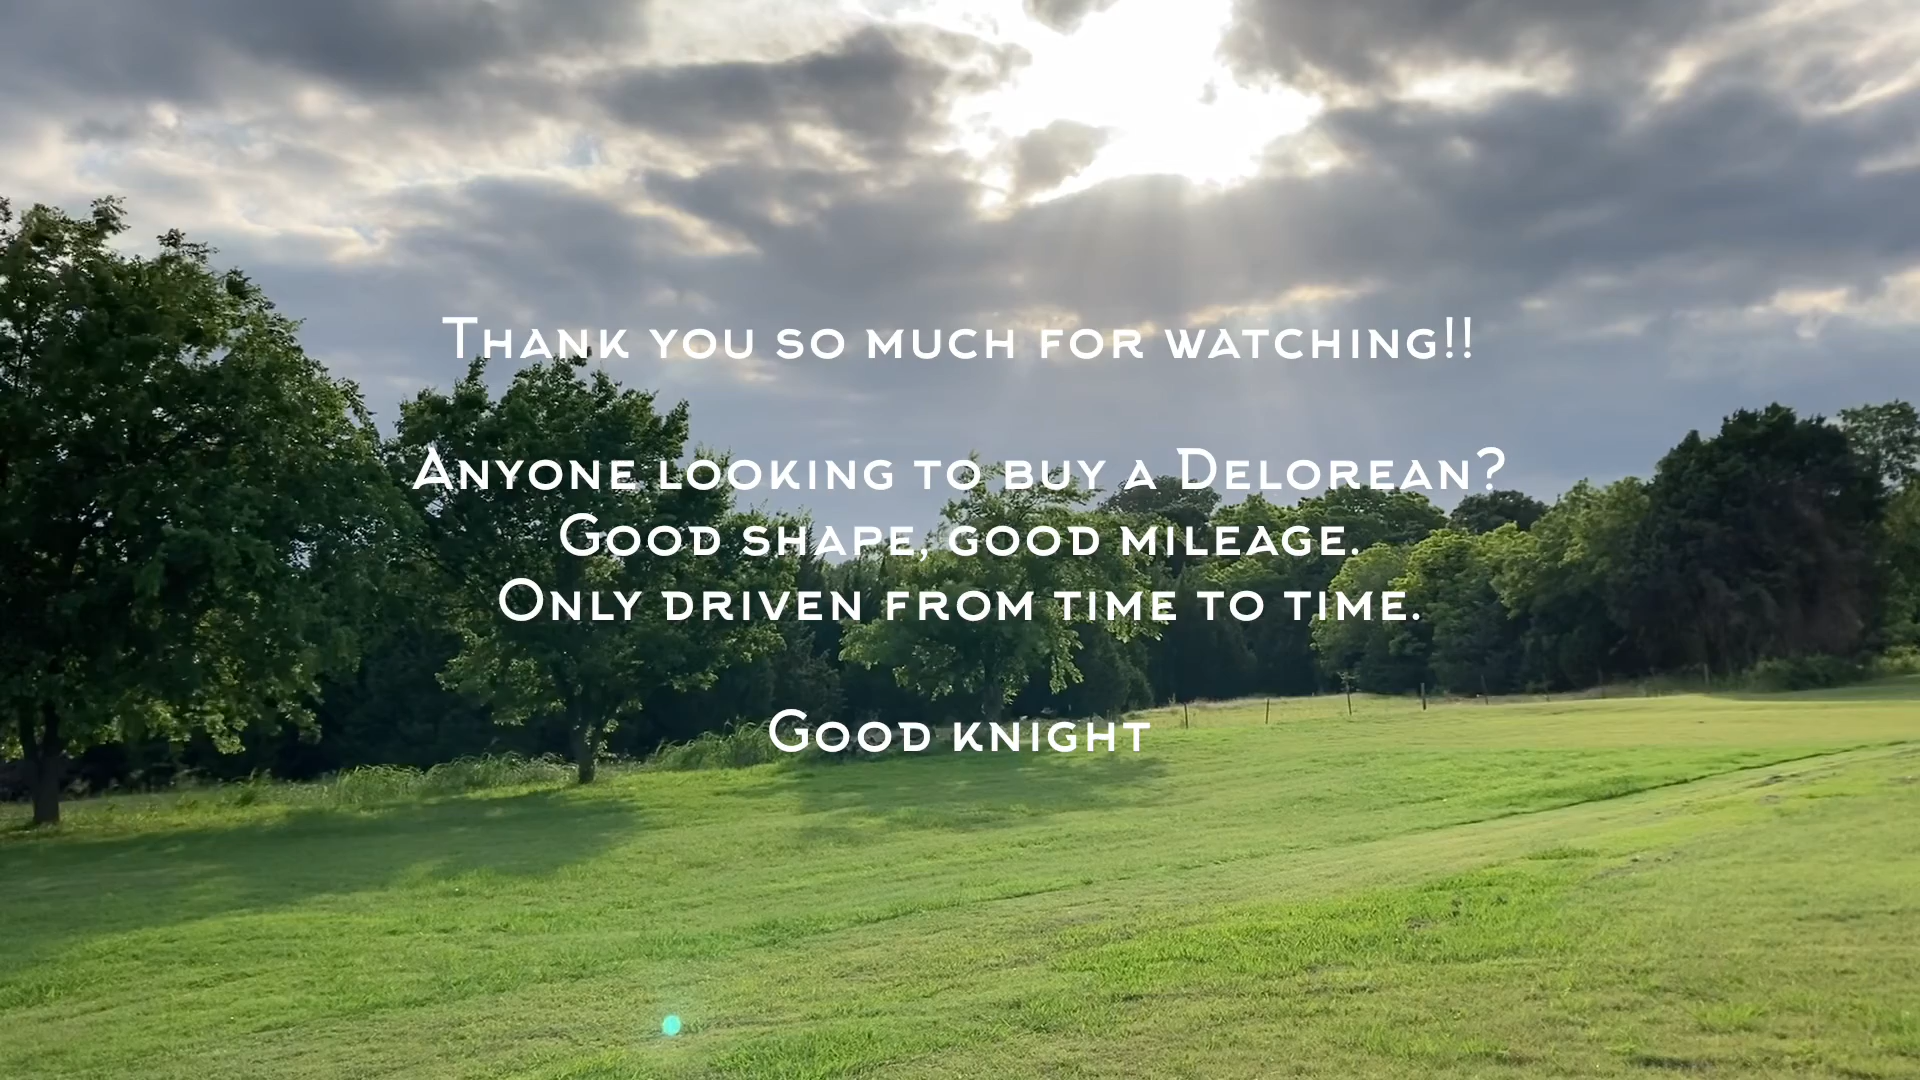 Thank you so much for watching!!
Anyone looking to buy a Delorean?
Good shape, good mileage.
Only driven from time to time.
Good knight